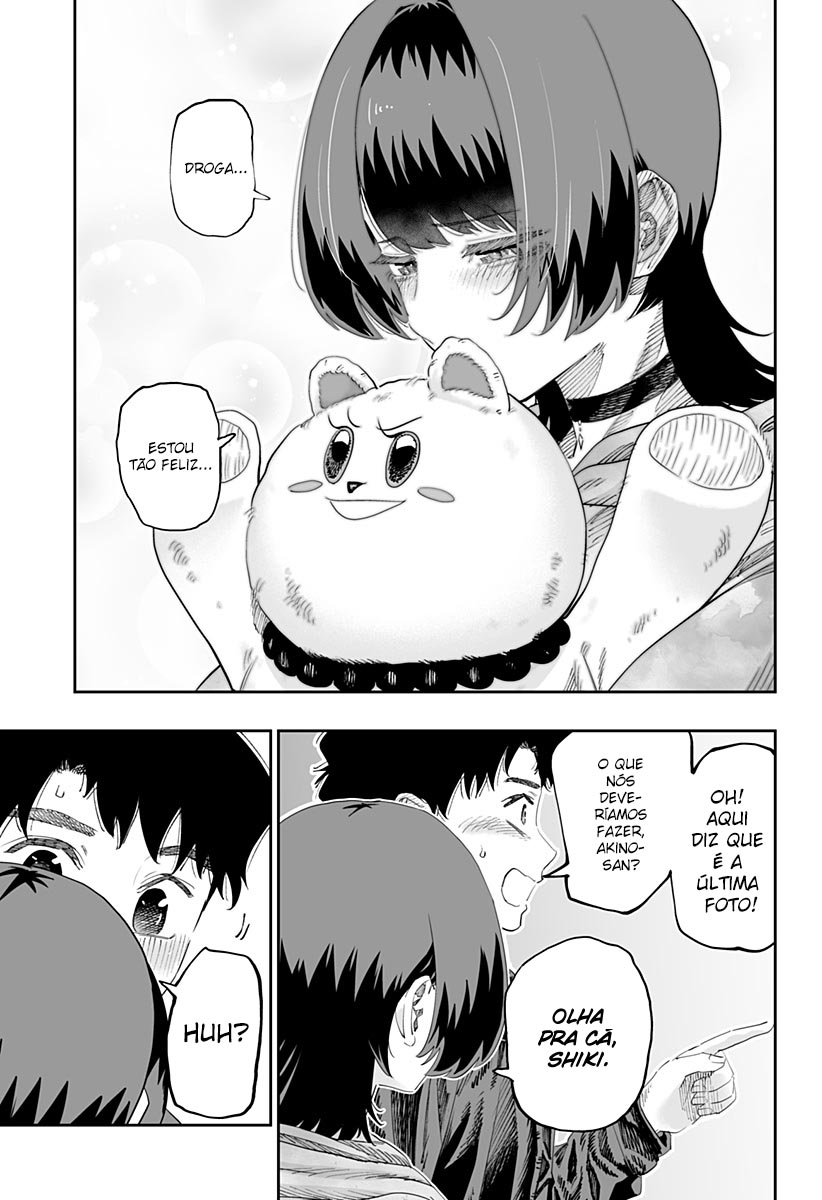 DROGA...
ESTOU
TÃO FELIZ...
OH!
AQUI
DIZ QUE
É A
ÚLTIMA
FOTO!
O QUE
NÓS
DEVE-
RÍAMOS
FAZER,
AKINO-
SAN?
OLHA
PRA CÁ,
SHIKI.
HUH?